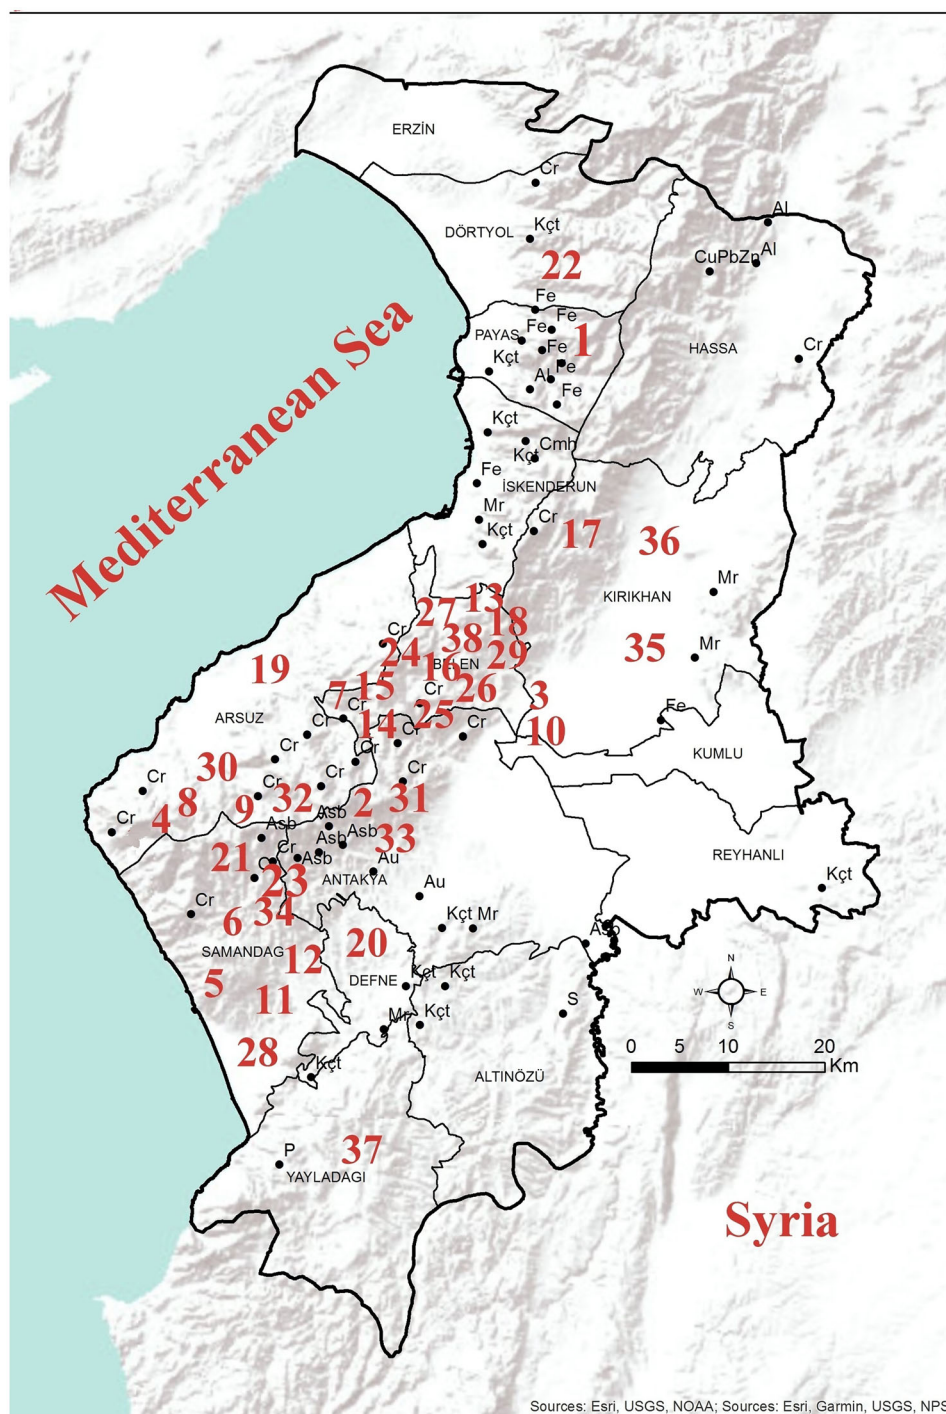 ERZİN
Cr
DÖRTYOL
Kçt
22
Al
CuPbZn
Al
Fe
Fe
PAYAS
Fe
1
Fe
HASSA
Cr
Kçt
Fe
Al
Fe
Mediterranean Sea
Kçt
Cmh
Kçt
Fe
İSKENDERUN
Mr
Kçt
Cr
17
36
Mr
KIRIKHAN
13
27
18
Cr
38
24
29
35
Mr
BELEN
16
19
15
26
7
Cr
3
Cr
25
ARSUZ
14
Cr
10
Fe
Cr
Cr
KUMLU
Cr
Cr
30
Cr
Cr
Cr
Cr
8
9
32
2
31
4
Cr
Asb
Asb
Asb
Asb
33
REYHANLI
21
Cr
Asb
Au
23
ANTAKYA
Kçt
Au
Cr
34
6
Kçt Mr
Asb
SAMANDAG
12
20
5
DEFNE
Kçt
Kçt
11
S
Mr
Kçt
28
Kçt
ALTINÖZÜ
N
W
E
S
0 5 10 20
Km
37
P
YAYLADAGI
Syria
Sources: Esri, USGS, NOAA; Sources: Esri, Garmin, USGS, NPS